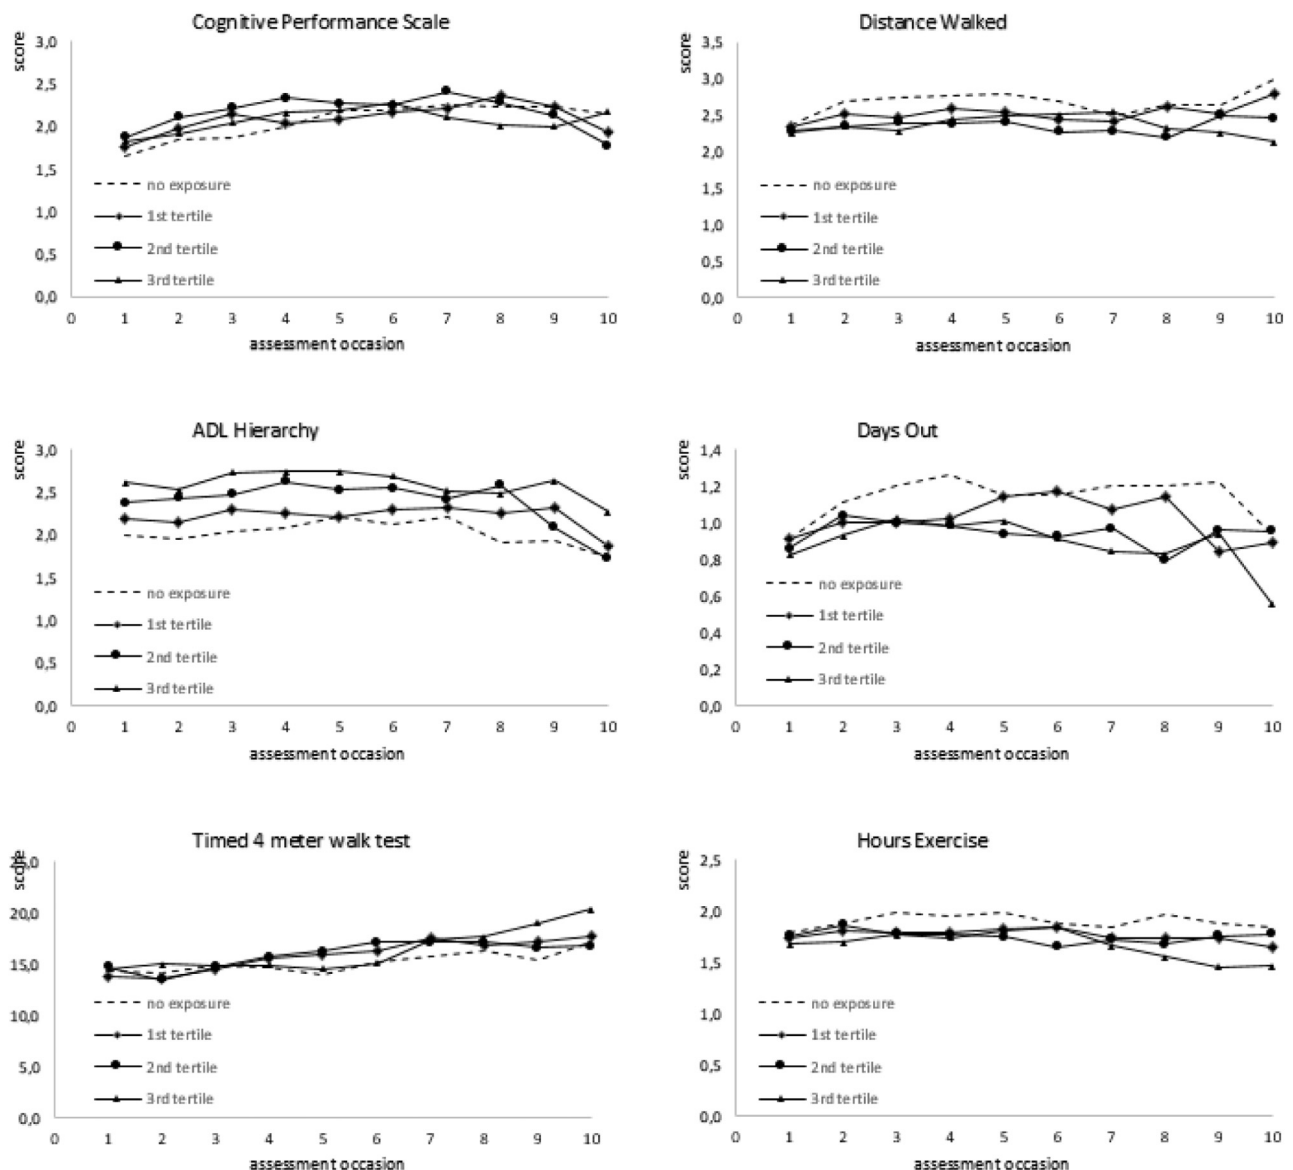 Cognitive Performance Scale
score
3,0
2,5
2,0
1,5
1,0
0,5
0,0
no exposure
1st tertile
2nd tertile
3rd tertile
0 1 2 3 4 5 6 7 8 9 10
assessment occasion
Distance Walked
score
3,5
3,0
2,5
2,0
1,5
1,0
0,5
0,0
no exposure
1st tertile
2nd tertile
3rd tertile
0 1 2 3 4 5 6 7 8 9 10
assessment occasion
ADL Hierarchy
score
3,0
2,5
2,0
1,5
1,0
0,5
0,0
no exposure
1st tertile
2nd tertile
3rd tertile
0 1 2 3 4 5 6 7 8 9 10
assessment occasion
Days Out
score
1,4
1,2
1,0
0,8
0,6
0,4
0,2
0,0
no exposure
1st tertile
2nd tertile
3rd tertile
0 1 2 3 4 5 6 7 8 9 10
assessment occasion
Timed 4 meter walk test
score
25,0
20,0
15,0
10,0
5,0
0,0
no exposure
1st tertile
2nd tertile
3rd tertile
0 1 2 3 4 5 6 7 8 9 10
assessment occasion
Hours Exercise
score
2,5
2,0
1,5
1,0
0,5
0,0
no exposure
1st tertile
2nd tertile
3rd tertile
0 1 2 3 4 5 6 7 8 9 10
assessment occasion